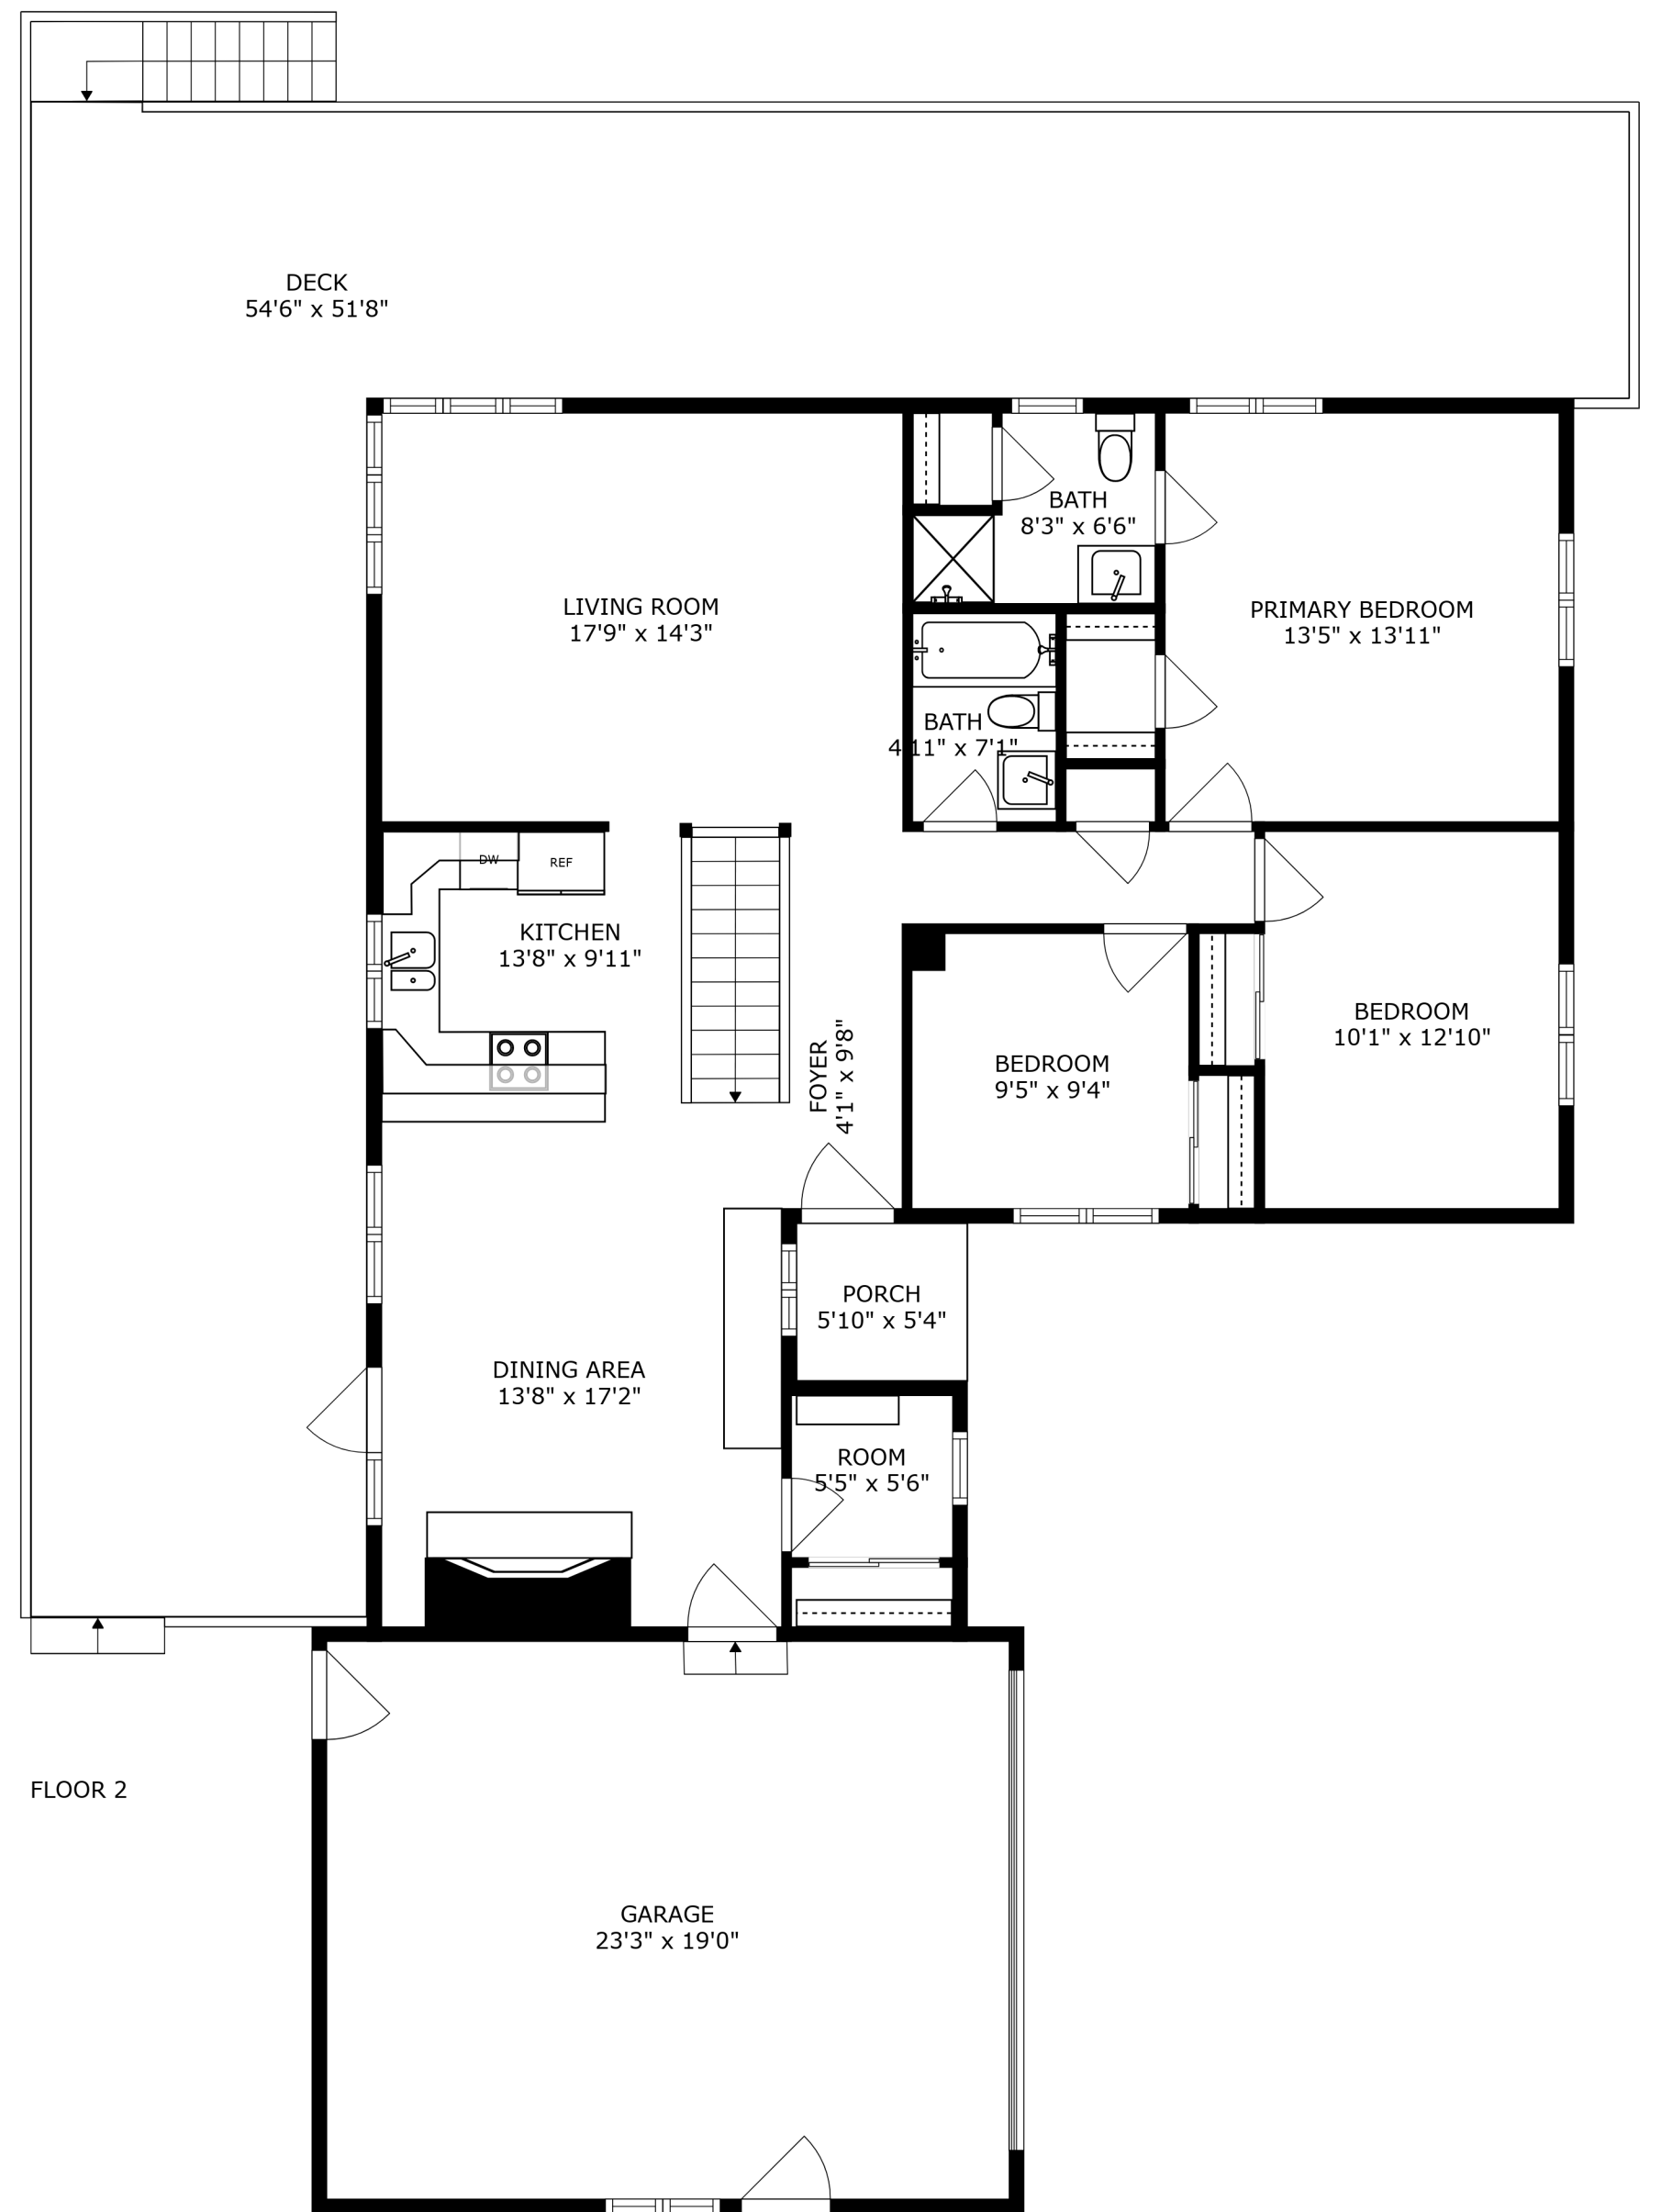 DECK
54'6" x 51'8"
BATH
8'3" x 6'6"
LIVING ROOM
17'9" x 14'3"
PRIMARY BEDROOM
13'5" x 13'11"
BATH
4'11" x 7'1"
DW
REF
KITCHEN
13'8" x 9'11"
BEDROOM
10'1" x 12'10"
FOYER
4'1" x 9'8"
BEDROOM
9'5" x 9'4"
PORCH
5'10" x 5'4"
DINING AREA
13'8" x 17'2"
ROOM
5'5" x 5'6"
FLOOR 2
GARAGE
23'3" x 19'0"